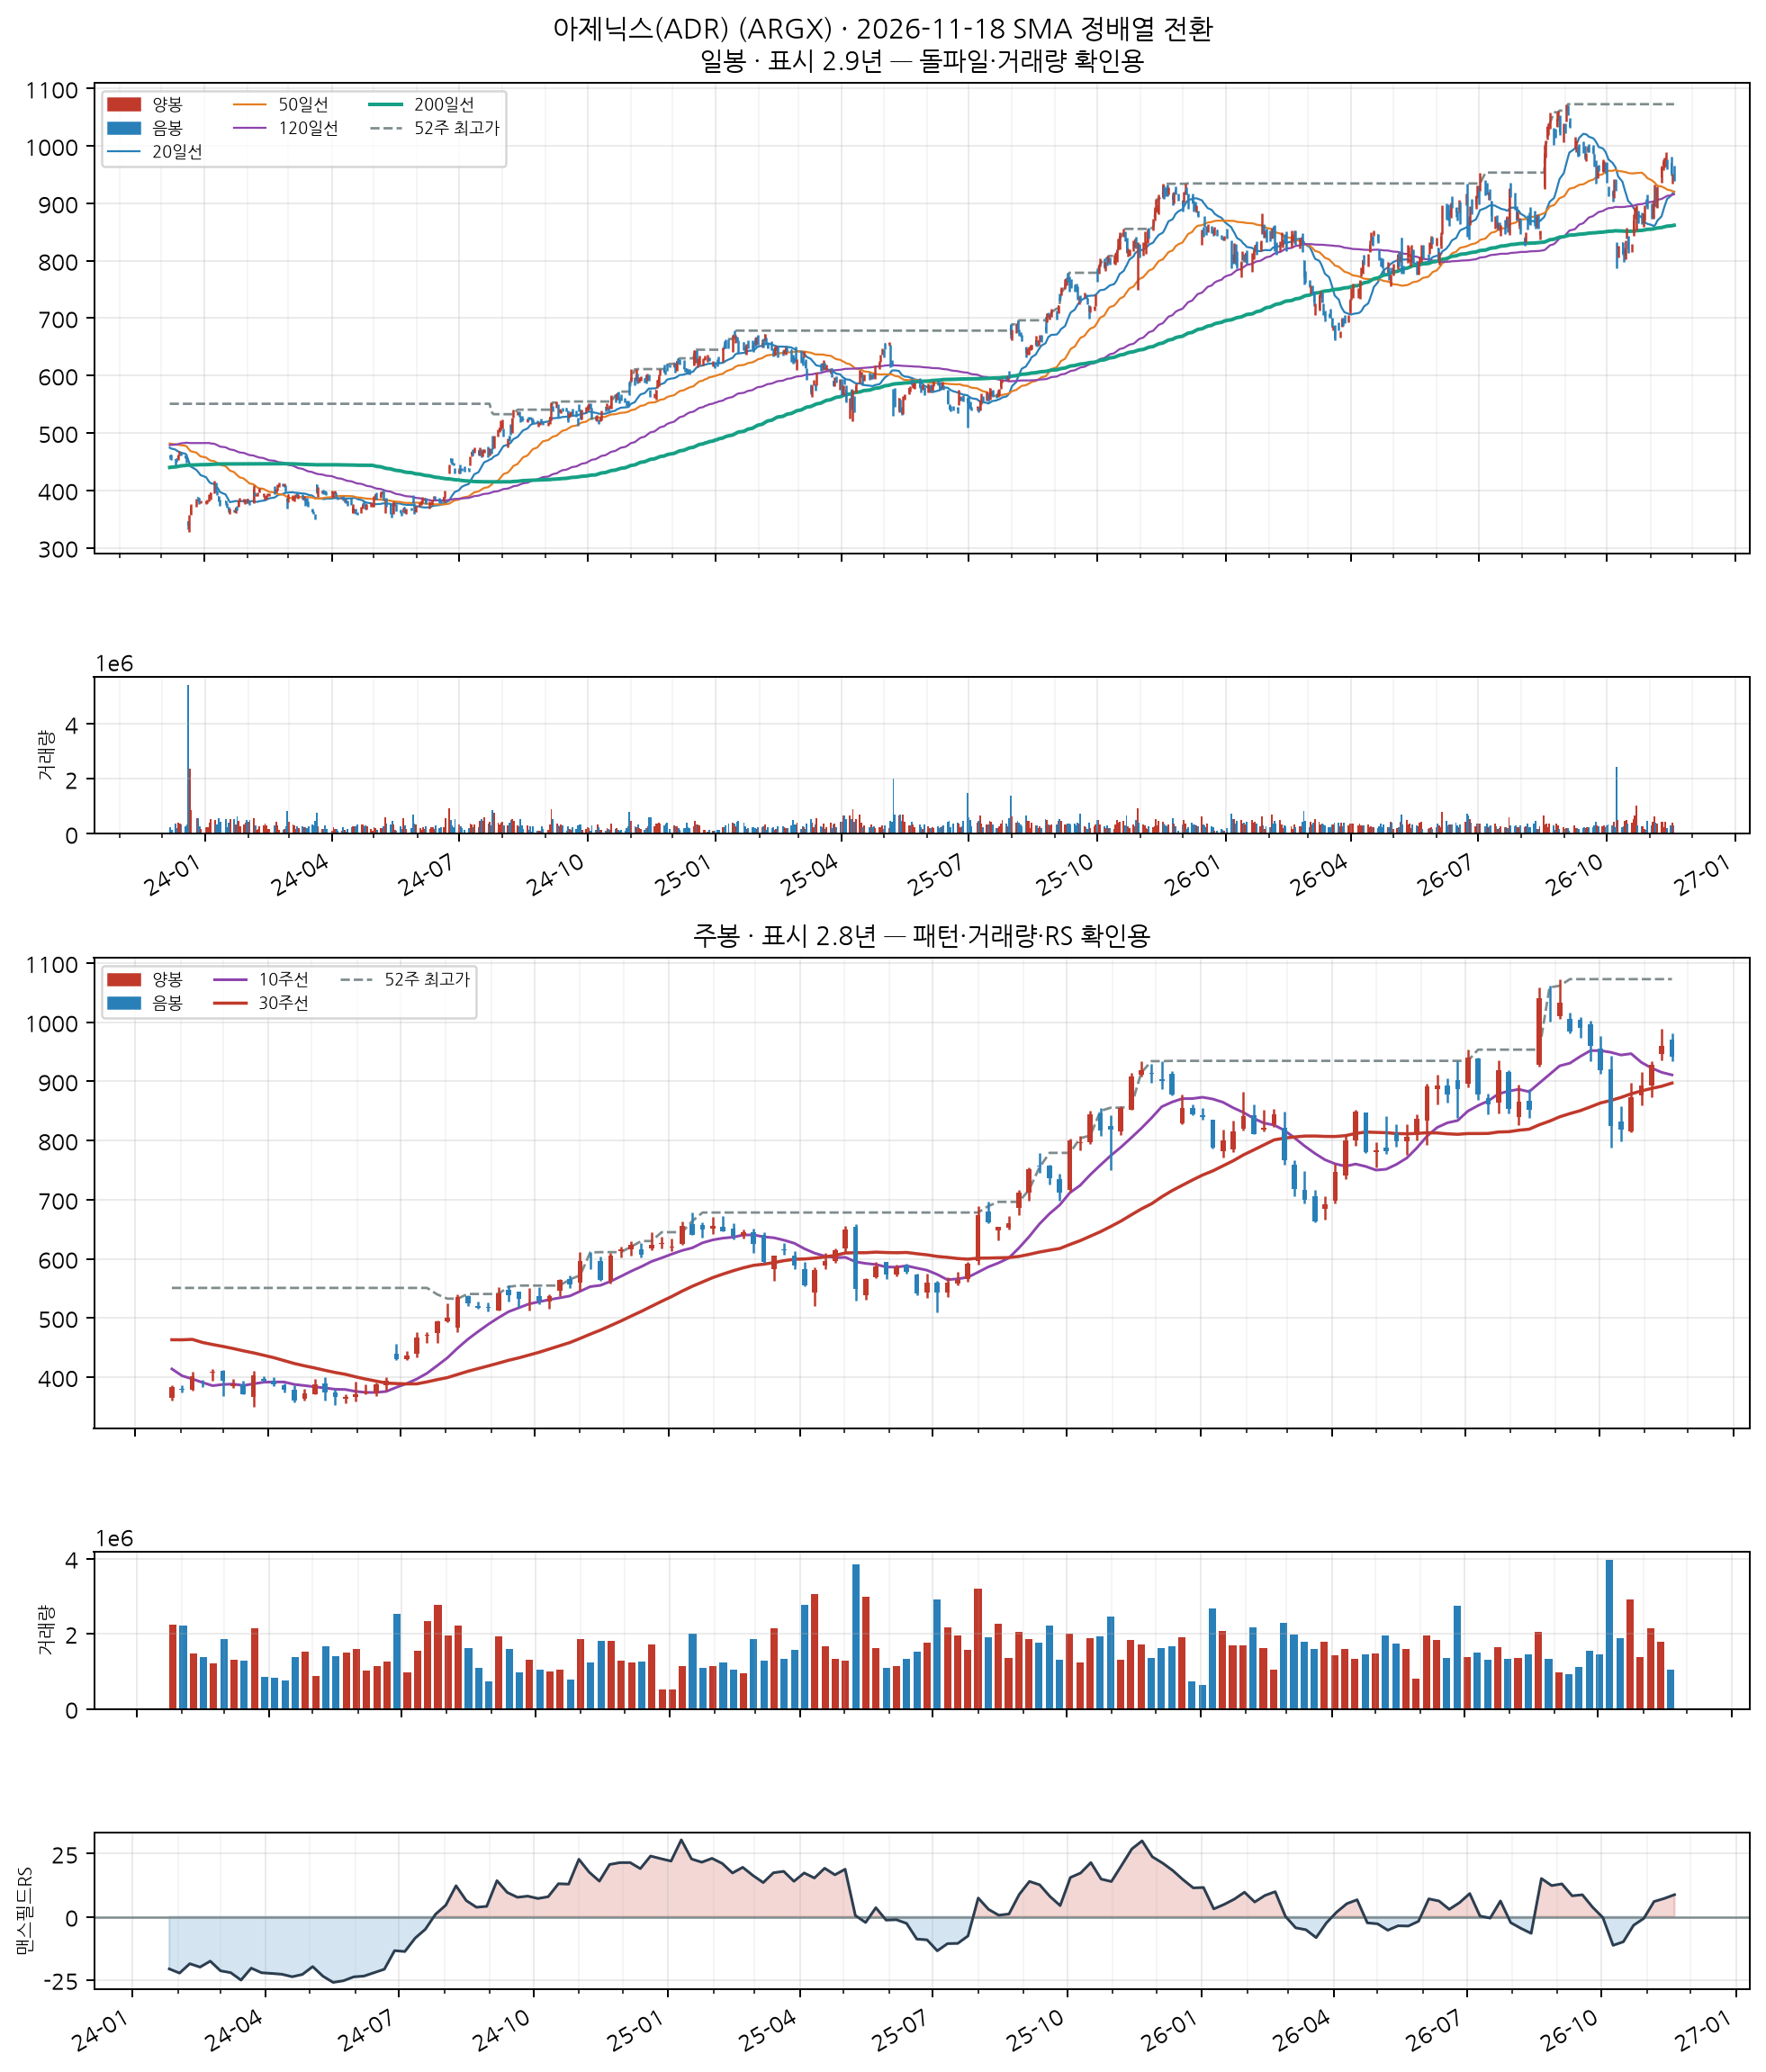 아제닉스(ADR) (ARGX) · 2026-11-18 SMA 정배열 전환
일봉 · 표시 2.9년 — 돌파일·거래량 확인용
양봉
음봉
20일선
50일선
120일선
200일선
52주 최고가
1100
1000
900
800
700
600
500
400
300
1e6
거래량
4
2
0
24-01
24-04
24-07
24-10
25-01
25-04
25-07
25-10
26-01
26-04
26-07
26-10
27-01
주봉 · 표시 2.8년 — 패턴·거래량·RS 확인용
양봉
음봉
10주선
30주선
52주 최고가
1100
1000
900
800
700
600
500
400
1e6
거래량
4
2
0
맨스필드RS
25
0
-25
24-01
24-04
24-07
24-10
25-01
25-04
25-07
25-10
26-01
26-04
26-07
26-10
27-01